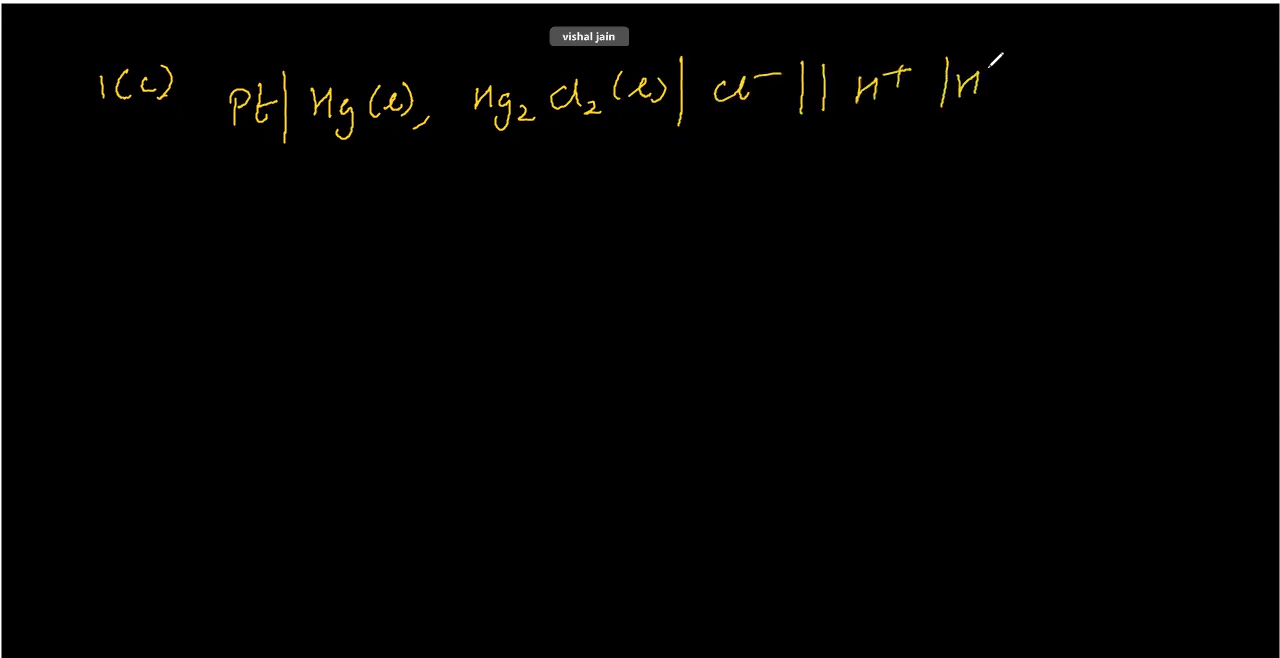 vishal jain
1(c) Pt| Hg(l), Hg2Cl2(s)| Cl- || H+ |H